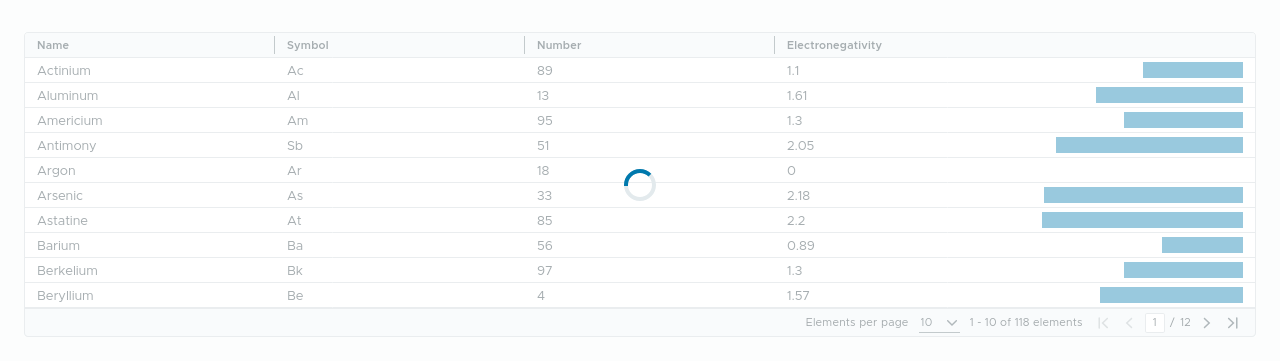 Name Symbol Number Electronegativity
Actinium Ac 89 1.1
Aluminum Al 13 1.61
Americium Am 95 1.3
Antimony Sb 51 2.05
Argon Ar 18 0
Arsenic As 33 2.18
Astatine At 85 2.2
Barium Ba 56 0.89
Berkelium Bk 97 1.3
Beryllium Be 4 1.57
Elements per page 10 1 - 10 of 118 elements 1 / 12